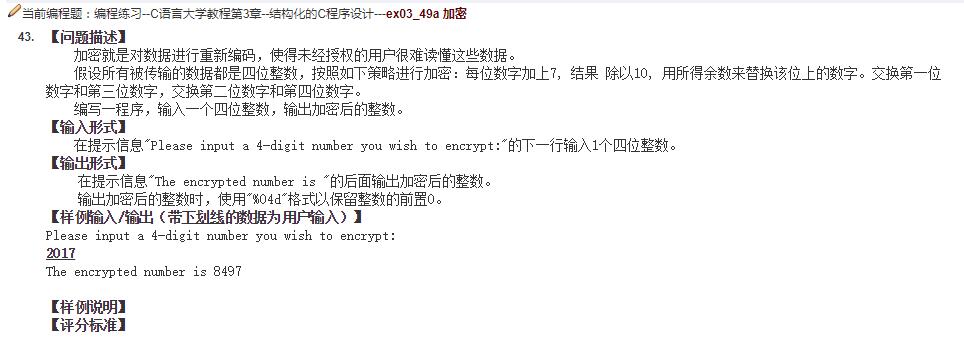 当前编程题：编程练习--C语言大学教程第3章--结构化的C程序设计---ex03_49a 加密
43. 【问题描述】
加密就是对数据进行重新编码，使得未经授权的用户很难读懂这些数据。
假设所有被传输的数据都是四位整数，按照如下策略进行加密：每位数字加上7, 结果 除以10, 用所得余数来替换该位上的数字。交换第一位
数字和第三位数字，交换第二位数字和第四位数字。
编写一程序，输入一个四位整数，输出加密后的整数。
【输入形式】
在提示信息"Please input a 4-digit number you wish to encrypt:"的下一行输入1个四位整数。
【输出形式】
在提示信息"The encrypted number is "的后面输出加密后的整数。
输出加密后的整数时，使用"%04d"格式以保留整数的前置0。
【样例输入/输出（带下划线的数据为用户输入）】
Please input a 4-digit number you wish to encrypt:
2017
The encrypted number is 8497
【样例说明】
【评分标准】